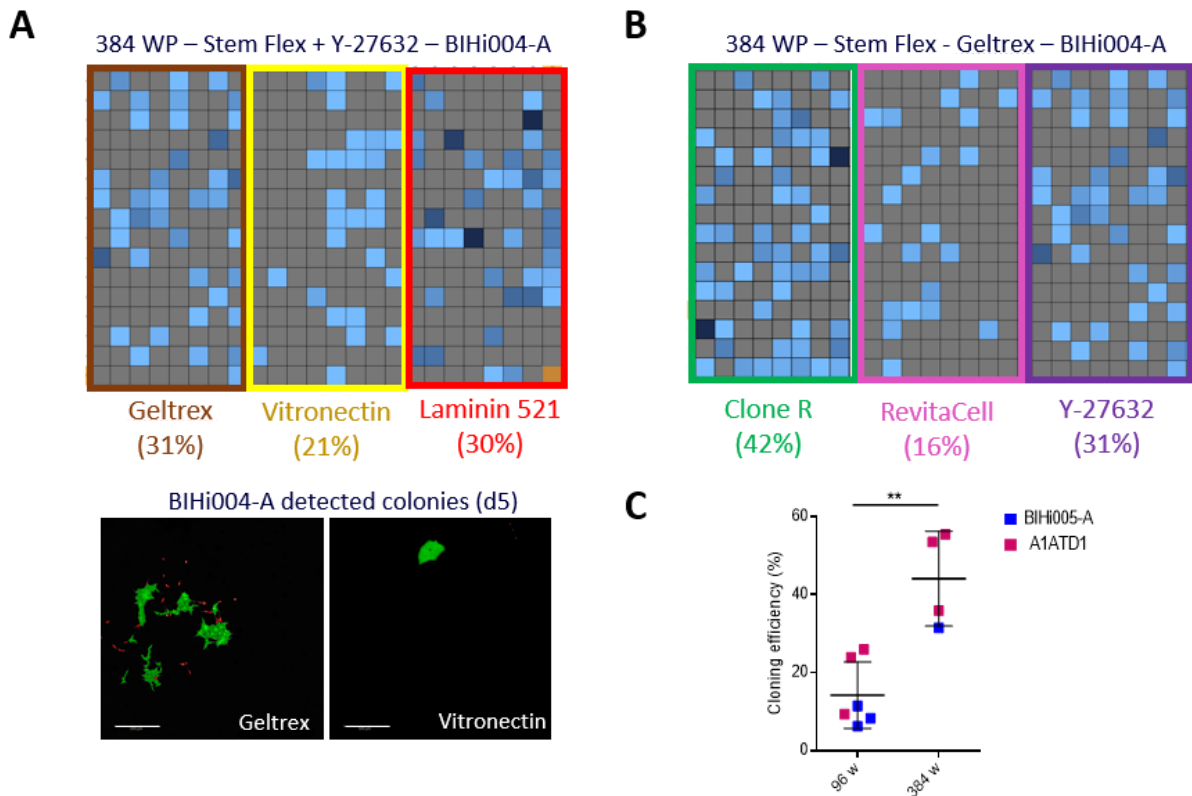 A
384 WP – Stem Flex + Y-27632 – BIHi004-A
Geltrex
(31%)
Vitronectin
(21%)
Laminin 521
(30%)
BIHi004-A detected colonies (d5)
Geltrex
Vitronectin
B
384 WP – Stem Flex - Geltrex – BIHi004-A
Clone R
(42%)
RevitaCell
(16%)
Y-27632
(31%)
C
**
BIHi005-A
A1ATD1
Cloning efficiency (%)
60
40
20
0
96 w
384 w